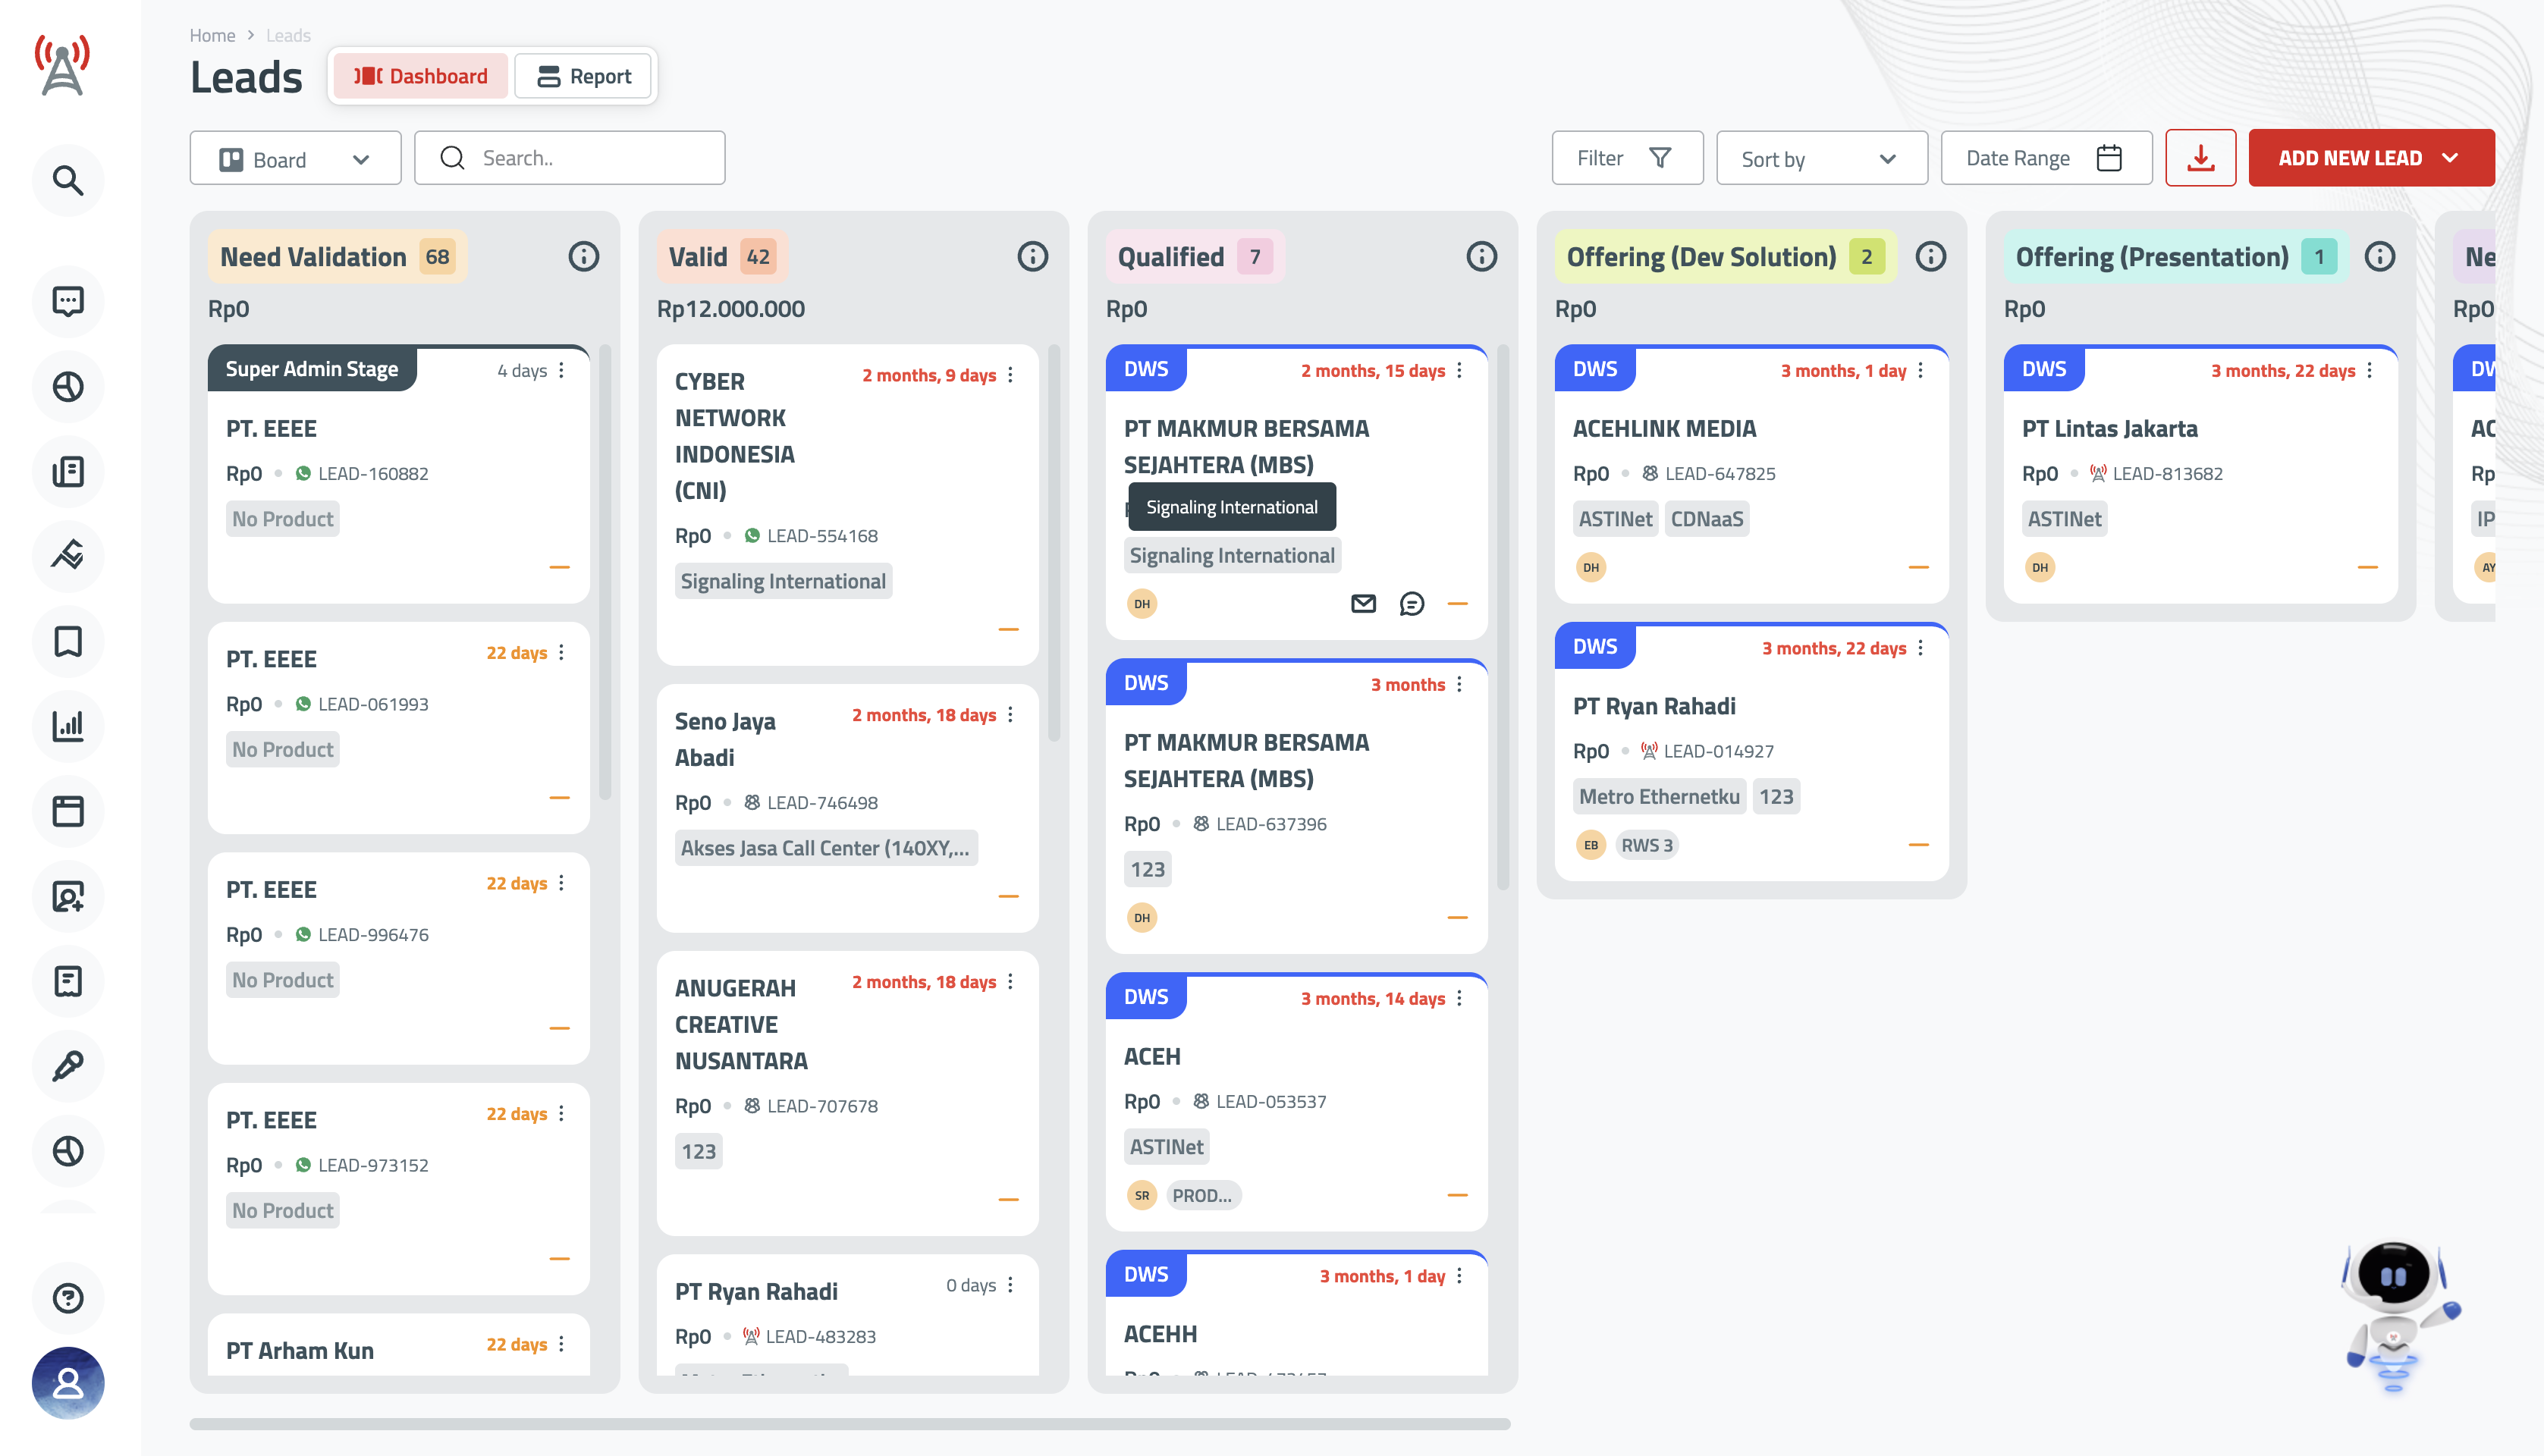 Home > Leads
Leads
Dashboard
Report
Board
Search..
Filter
Sort by
Date Range
ADD NEW LEAD
Need Validation 68
Rp0
Super Admin Stage
4 days
PT. EEEE
Rp0 • LEAD-160882
No Product
PT. EEEE
22 days
Rp0 • LEAD-061993
No Product
PT. EEEE
22 days
Rp0 • LEAD-996476
No Product
PT. EEEE
22 days
Rp0 • LEAD-973152
No Product
PT Arham Kun
22 days
Valid 42
Rp12.000.000
CYBER
NETWORK
INDONESIA
(CNI)
2 months, 9 days
Rp0 • LEAD-554168
Signaling International
Seno Jaya
Abadi
2 months, 18 days
Rp0 • LEAD-746498
Akses Jasa Call Center (140XY,...
ANUGERAH
CREATIVE
NUSANTARA
2 months, 18 days
Rp0 • LEAD-707678
123
PT Ryan Rahadi
0 days
Rp0 • LEAD-483283
Qualified 7
Rp0
DWS
2 months, 15 days
PT MAKMUR BERSAMA
SEJAHTERA (MBS)
Signaling International
Signaling International
DH
DWS
3 months
PT MAKMUR BERSAMA
SEJAHTERA (MBS)
Rp0 • LEAD-637396
123
DH
DWS
3 months, 14 days
ACEH
Rp0 • LEAD-053537
ASTINet
SR PROD...
DWS
3 months, 1 day
ACEHH
Offering (Dev Solution) 2
Rp0
DWS
3 months, 1 day
ACEHLINK MEDIA
Rp0 • LEAD-647825
ASTINet CDNaaS
DH
DWS
3 months, 22 days
PT Ryan Rahadi
Rp0 • LEAD-014927
Metro Ethernetku 123
EB RWS 3
Offering (Presentation) 1
Rp0
DWS
3 months, 22 days
PT Lintas Jakarta
Rp0 • LEAD-813682
ASTINet
DH
Ne
Rp0
AC
Rp
IP
AY